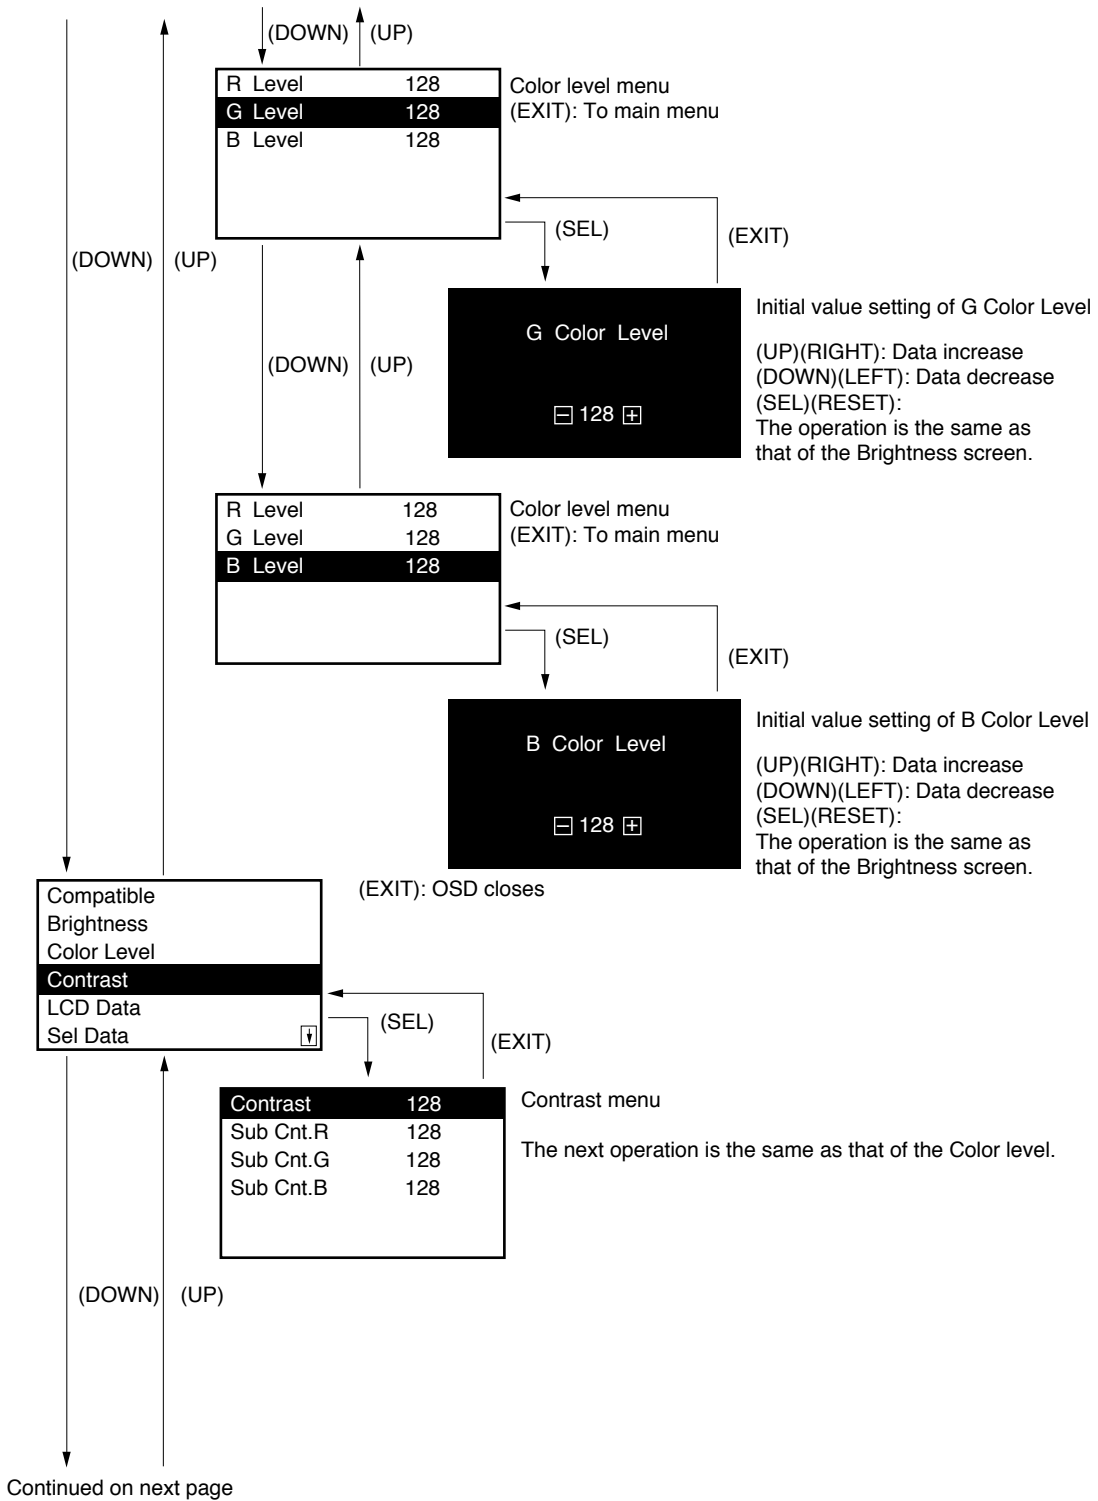 (DOWN) (UP)
R Level 128
G Level 128
B Level 128
Color level menu
(EXIT): To main menu
(SEL)
(EXIT)
(DOWN) (UP)
G Color Level
128
Initial value setting of G Color Level
(UP)(RIGHT): Data increase
(DOWN)(LEFT): Data decrease
(SEL)(RESET):
The operation is the same as
that of the Brightness screen.
(DOWN) (UP)
R Level 128
G Level 128
B Level 128
Color level menu
(EXIT): To main menu
(SEL)
(EXIT)
B Color Level
128
Initial value setting of B Color Level
(UP)(RIGHT): Data increase
(DOWN)(LEFT): Data decrease
(SEL)(RESET):
The operation is the same as
that of the Brightness screen.
Compatible
Brightness
Color Level
Contrast
LCD Data
Sel Data
(EXIT): OSD closes
(SEL)
(EXIT)
Contrast 128
Sub Cnt.R 128
Sub Cnt.G 128
Sub Cnt.B 128
Contrast menu
The next operation is the same as that of the Color level.
(DOWN) (UP)
Continued on next page